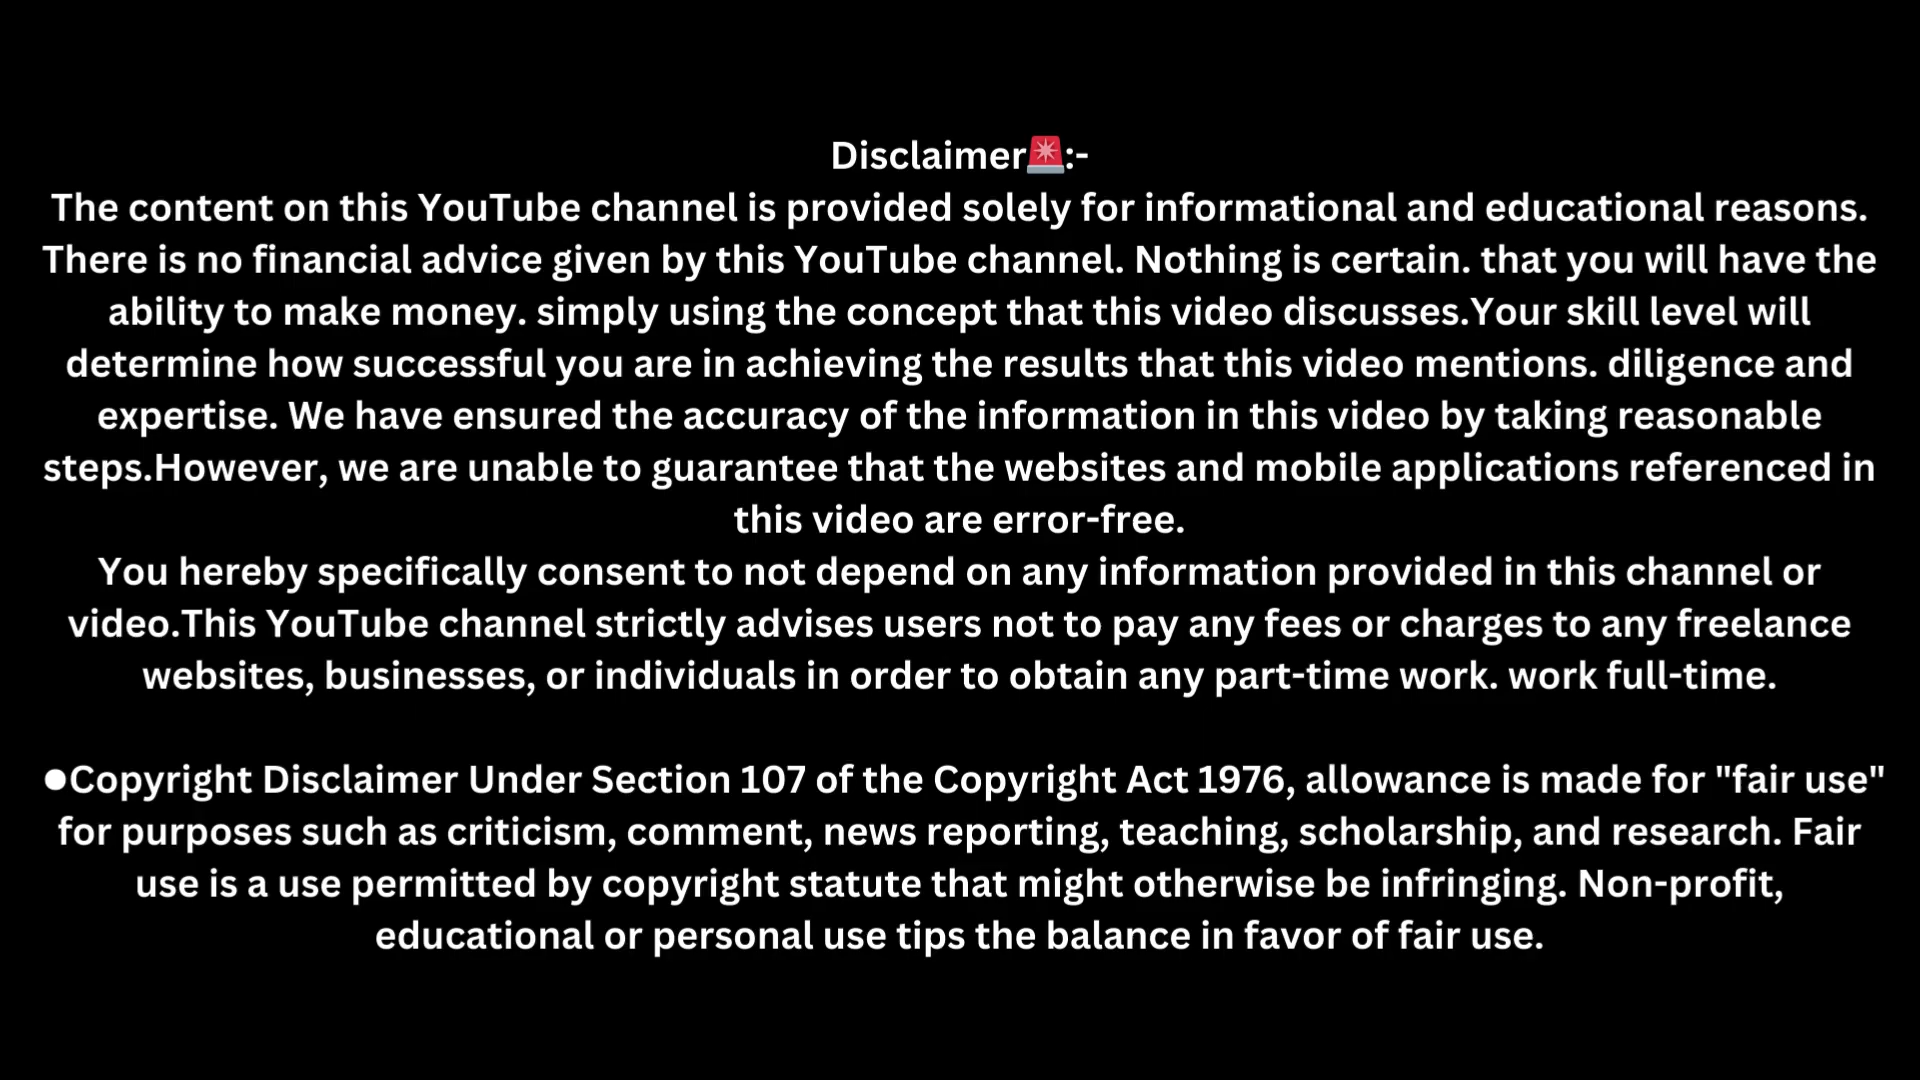 Disclaimer🚨:-
The content on this YouTube channel is provided solely for informational and educational reasons.
There is no financial advice given by this YouTube channel. Nothing is certain. that you will have the
ability to make money. simply using the concept that this video discusses.Your skill level will
determine how successful you are in achieving the results that this video mentions. diligence and
expertise. We have ensured the accuracy of the information in this video by taking reasonable
steps.However, we are unable to guarantee that the websites and mobile applications referenced in
this video are error-free.
You hereby specifically consent to not depend on any information provided in this channel or
video.This YouTube channel strictly advises users not to pay any fees or charges to any freelance
websites, businesses, or individuals in order to obtain any part-time work. work full-time.
●Copyright Disclaimer Under Section 107 of the Copyright Act 1976, allowance is made for "fair use"
for purposes such as criticism, comment, news reporting, teaching, scholarship, and research. Fair
use is a use permitted by copyright statute that might otherwise be infringing. Non-profit,
educational or personal use tips the balance in favor of fair use.